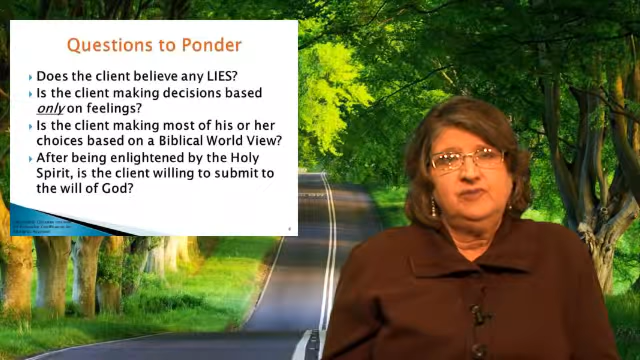 Questions to Ponder
Does the client believe any LIES?
Is the client making decisions based
only on feelings?
Is the client making most of his or her
choices based on a Biblical World View?
After being enlightened by the Holy
Spirit, is the client willing to submit to
the will of God?